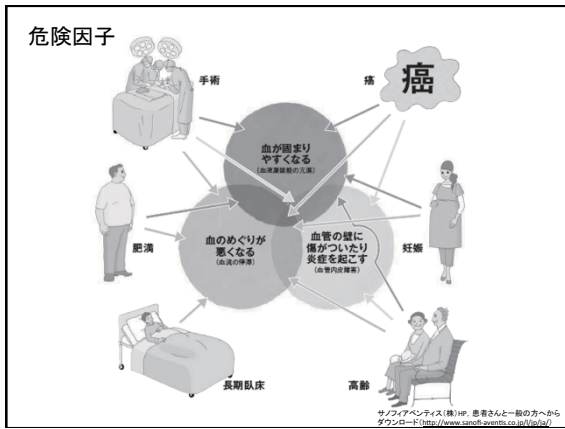 危険因子
手術
癌
癌
血が固まり
やすくなる
(血液凝固能の亢進)
肥満
血のめぐりが
悪くなる
(血流の停滞)
血管の壁に
傷がついたり
炎症を起こす
(血管内皮障害)
妊娠
長期臥床
高齢
サノフィアベンティス(株)HP, 患者さんと一般の方へから
ダウンロード(http://www.sanofi-aventis.co.jp/l/jp/ja/)